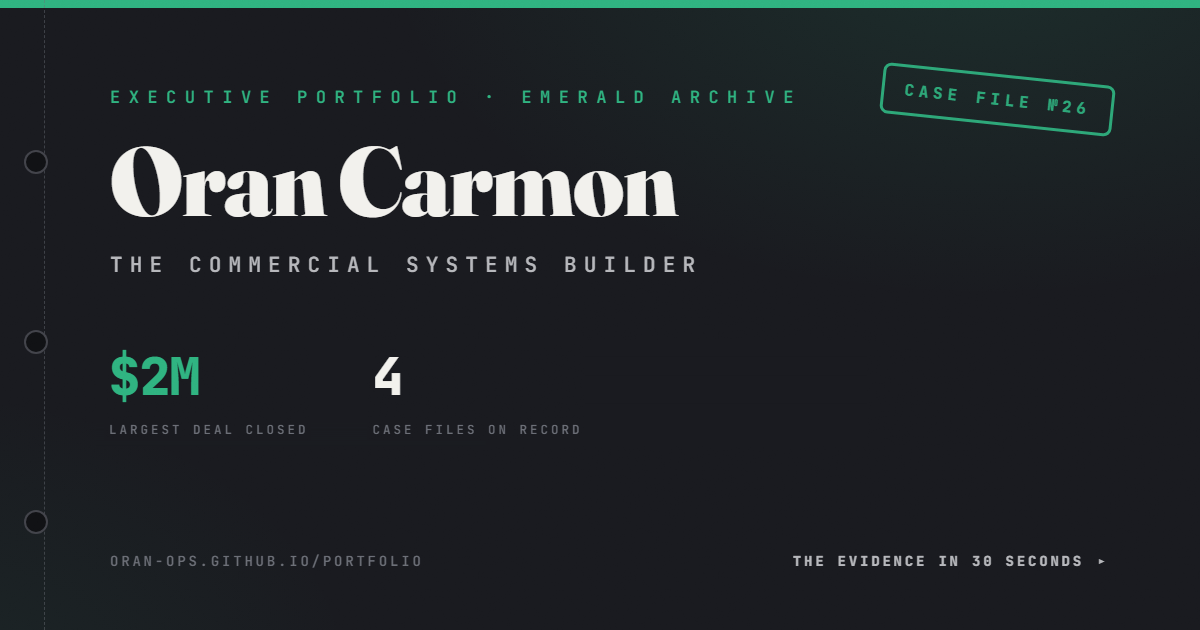 EXECUTIVE PORTFOLIO · EMERALD ARCHIVE
CASE FILE №26
Oran Carmon
THE COMMERCIAL SYSTEMS BUILDER
$2M
LARGEST DEAL CLOSED
4
CASE FILES ON RECORD
ORAN-OPS.GITHUB.IO/PORTFOLIO
THE EVIDENCE IN 30 SECONDS ▸